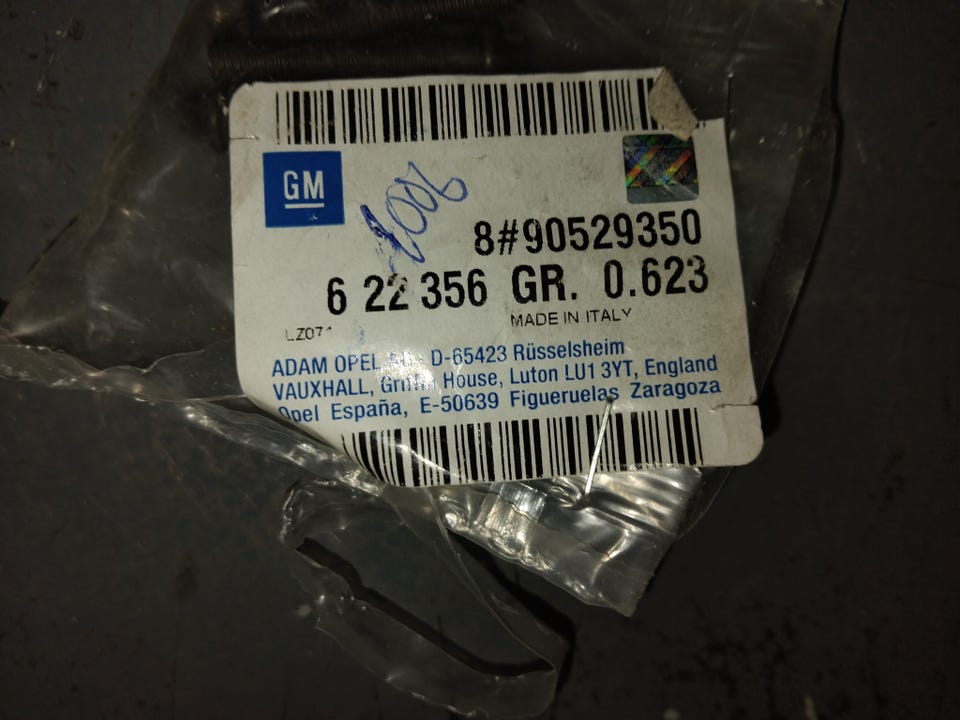 GM
2006
8#90529350
6 22 356 GR. 0.623
MADE IN ITALY
LZ071
ADAM OPEL AG D-65423 Rüsselsheim
VAUXHALL, Griffin House, Luton LU1 3YT, England
Opel España, E-50639 Figueruelas Zaragoza